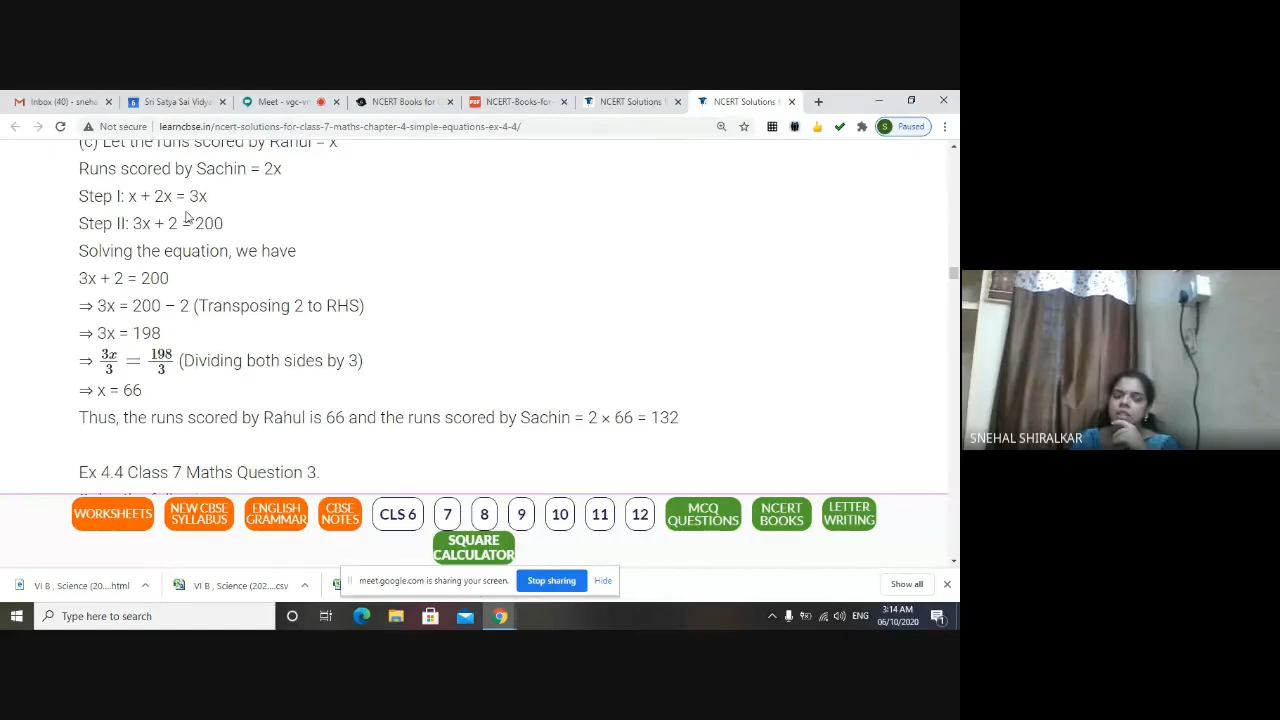 Inbox (40) - sneha
Sri Satya Sai Vidya
Meet - vgc-v
NCERT Books for
NCERT-Books-for-
NCERT Solutions
NCERT Solutions
Not secure
learncbse.in/ncert-solutions-for-class-7-maths-chapter-4-simple-equations-ex-4-4/
S Paused
(c) Let the runs scored by Rahul = x
Runs scored by Sachin = 2x
Step I: x + 2x = 3x
Step II: 3x + 2 = 200
Solving the equation, we have
3x + 2 = 200
⇒ 3x = 200 − 2 (Transposing 2 to RHS)
⇒ 3x = 198
⇒ 3x/3 = 198/3 (Dividing both sides by 3)
⇒ x = 66
Thus, the runs scored by Rahul is 66 and the runs scored by Sachin = 2 × 66 = 132
SNEHAL SHIRALKAR
Ex 4.4 Class 7 Maths Question 3.
WORKSHEETS
NEW CBSE
SYLLABUS
ENGLISH
GRAMMAR
CBSE
NOTES
CLS 6
7
8
9
10
11
12
MCQ
QUESTIONS
NCERT
BOOKS
LETTER
WRITING
SQUARE
CALCULATOR
VI B , Science (20....html
VI B , Science (202....csv
meet.google.com is sharing your screen.
Stop sharing
Hide
Show all
Type here to search
ENG
3:14 AM
06/10/2020